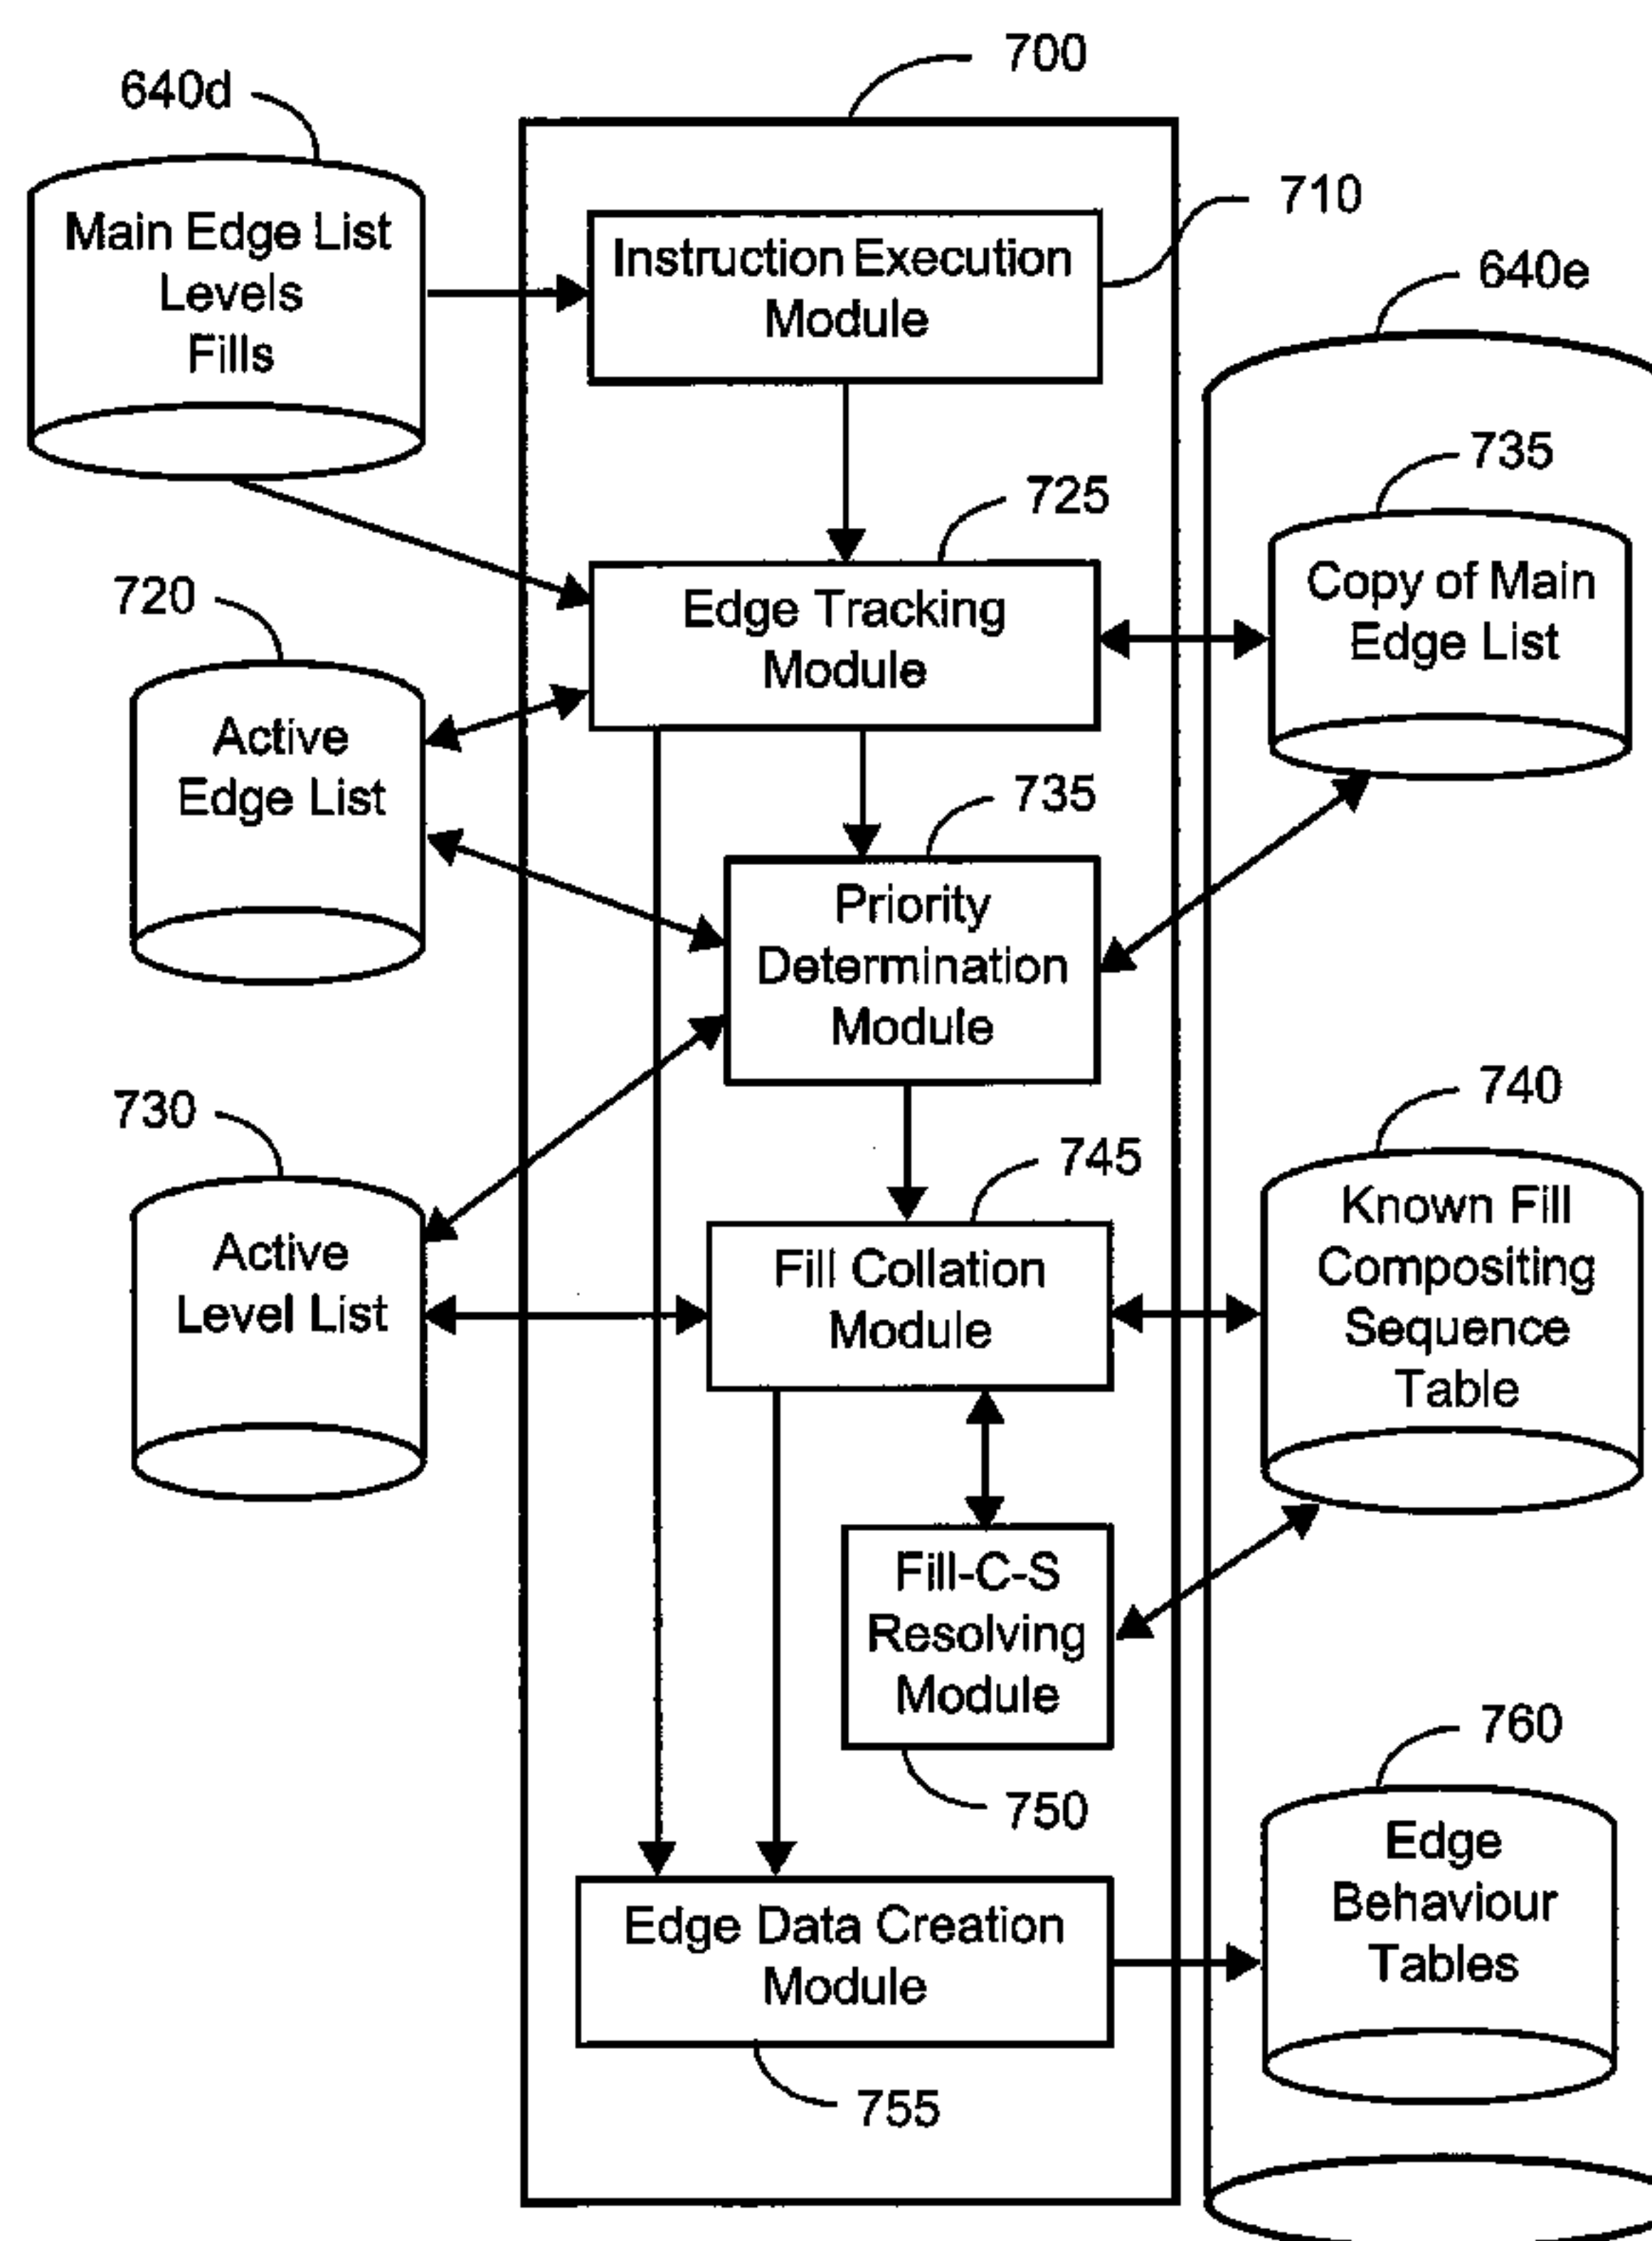 700
640d
710
Main Edge List
Levels
Fills
Instruction Execution
Module
640e
735
725
720
Edge Tracking
Module
Copy of Main
Edge List
Active
Edge List
735
Priority
Determination
Module
730
740
745
Active
Level List
Fill Collation
Module
Known Fill
Compositing
Sequence
Table
Fill-C-S
Resolving
Module
760
750
Edge
Behaviour
Tables
Edge Data Creation
Module
755